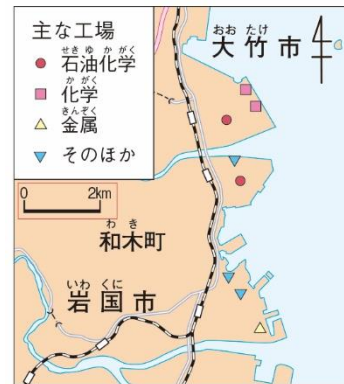 主な工場
せきゆかがく
石油化学
かがく
化学
きんぞく
金属
そのほか
0 2km
おおたけ
大竹市
わき
和木町
いわくに
岩国市